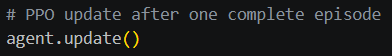 # PPO update after one complete episode
agent.update()